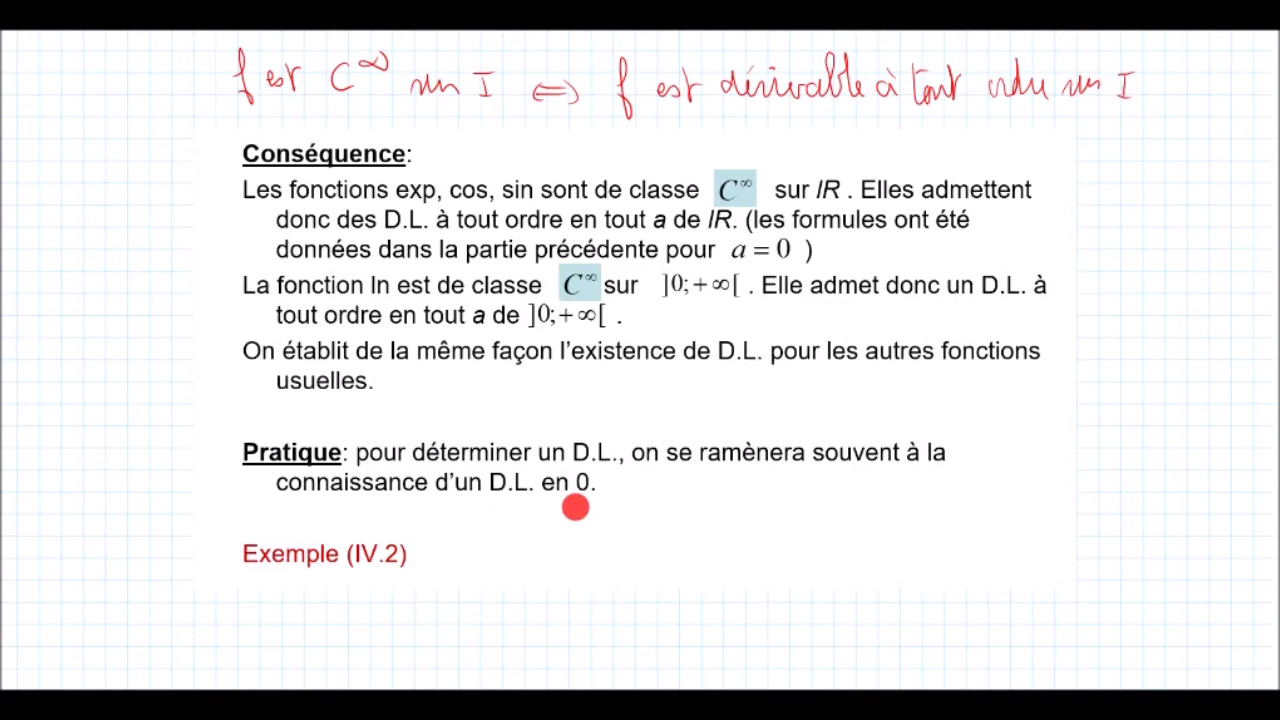 f est C^∞ sur I ⟺ f est dérivable à tout ordre sur I
Conséquence:
Les fonctions exp, cos, sin sont de classe C^∞ sur IR . Elles admettent
donc des D.L. à tout ordre en tout a de IR. (les formules ont été
données dans la partie précédente pour a = 0 )
La fonction ln est de classe C^∞ sur ]0;+∞[ . Elle admet donc un D.L. à
tout ordre en tout a de ]0;+∞[ .
On établit de la même façon l’existence de D.L. pour les autres fonctions
usuelles.
Pratique: pour déterminer un D.L., on se ramènera souvent à la
connaissance d’un D.L. en 0.
Exemple (IV.2)